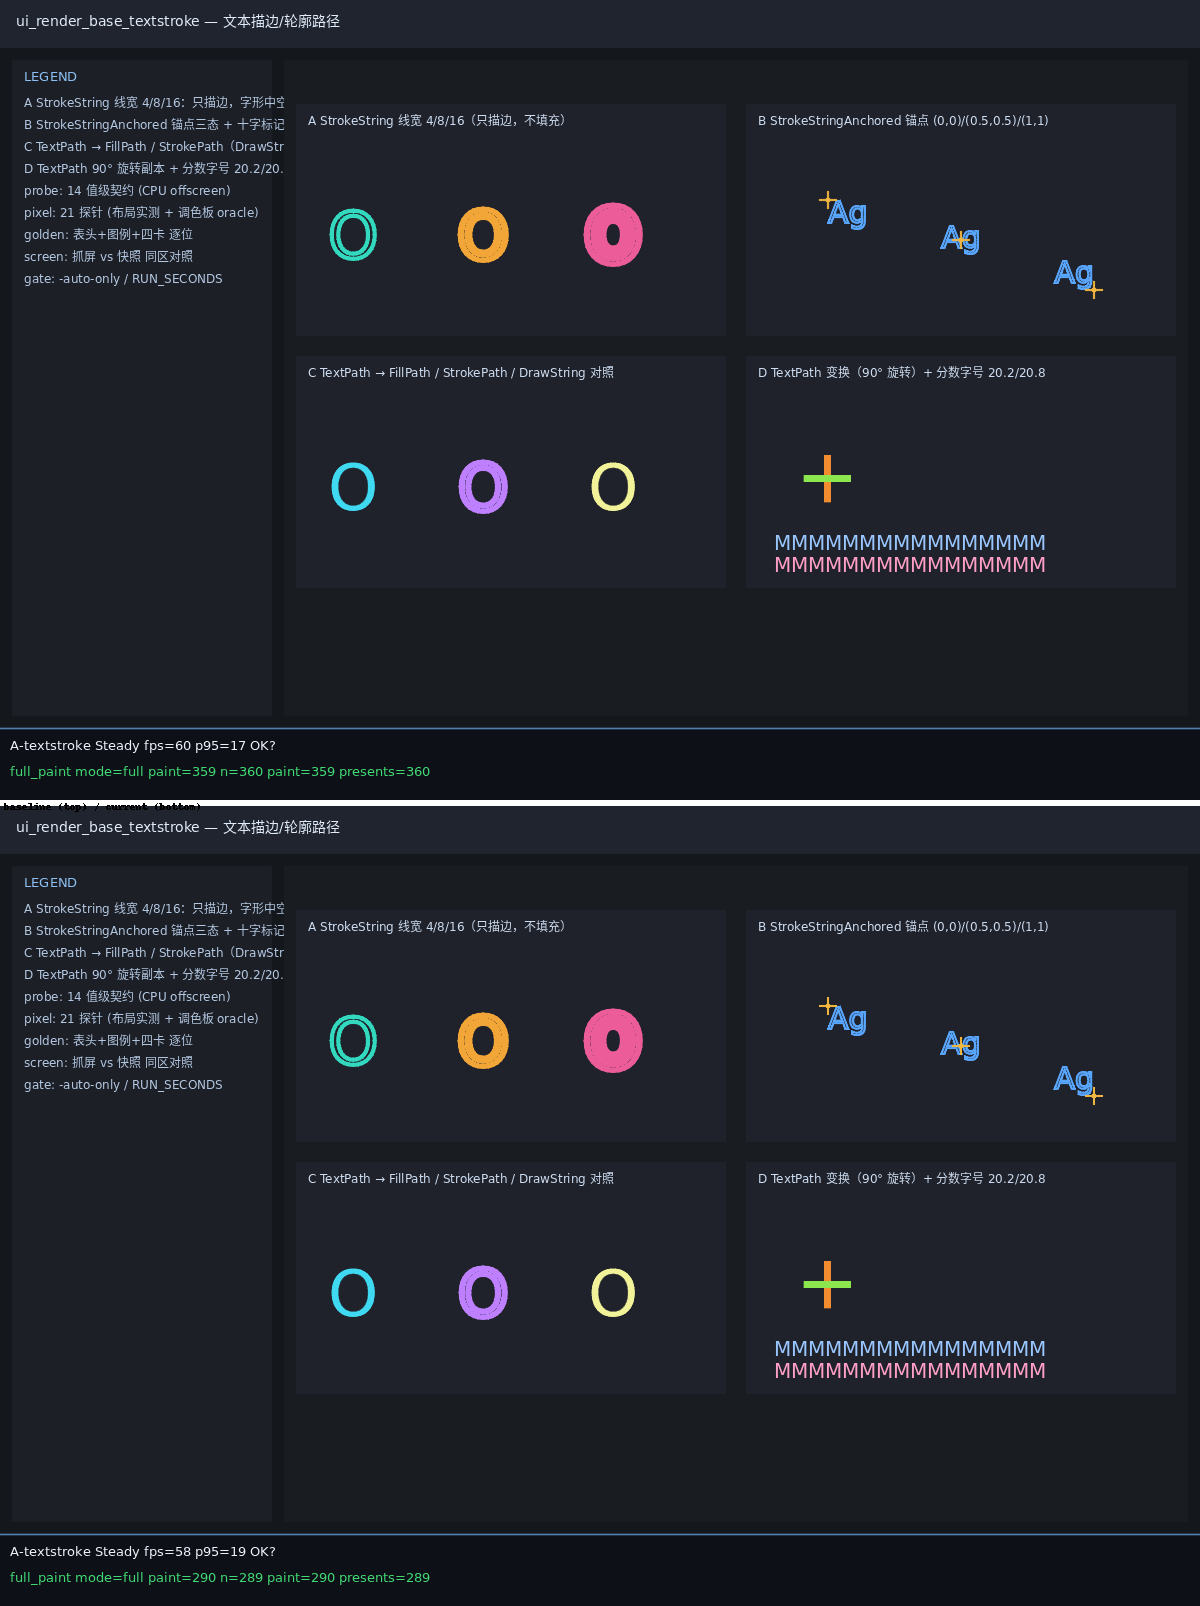 ui_render_base_textstroke — 文本描边/轮廓路径
LEGEND
A StrokeString 线宽 4/8/16：只描边，字形中空
B StrokeStringAnchored 锚点三态 + 十字标记
C TextPath → FillPath / StrokePath（DrawStr
D TextPath 90° 旋转副本 + 分数字号 20.2/20.
probe: 14 值级契约 (CPU offscreen)
pixel: 21 探针 (布局实测 + 调色板 oracle)
golden: 表头+图例+四卡 逐位
screen: 抓屏 vs 快照 同区对照
gate: -auto-only / RUN_SECONDS
A StrokeString 线宽 4/8/16（只描边，不填充）
O O O
B StrokeStringAnchored 锚点 (0,0)/(0.5,0.5)/(1,1)
Ag
Ag
Ag
C TextPath → FillPath / StrokePath / DrawString 对照
O O O
D TextPath 变换（90° 旋转）+ 分数字号 20.2/20.8
MMMMMMMMMMMMMMMM
MMMMMMMMMMMMMMMM
A-textstroke Steady fps=60 p95=17 OK?
full_paint mode=full paint=359 n=360 paint=359 presents=360
baseline (top) / current (bottom)
ui_render_base_textstroke — 文本描边/轮廓路径
LEGEND
A StrokeString 线宽 4/8/16：只描边，字形中空
B StrokeStringAnchored 锚点三态 + 十字标记
C TextPath → FillPath / StrokePath（DrawStr
D TextPath 90° 旋转副本 + 分数字号 20.2/20.
probe: 14 值级契约 (CPU offscreen)
pixel: 21 探针 (布局实测 + 调色板 oracle)
golden: 表头+图例+四卡 逐位
screen: 抓屏 vs 快照 同区对照
gate: -auto-only / RUN_SECONDS
A StrokeString 线宽 4/8/16（只描边，不填充）
O O O
B StrokeStringAnchored 锚点 (0,0)/(0.5,0.5)/(1,1)
Ag
Ag
Ag
C TextPath → FillPath / StrokePath / DrawString 对照
O O O
D TextPath 变换（90° 旋转）+ 分数字号 20.2/20.8
MMMMMMMMMMMMMMMM
MMMMMMMMMMMMMMMM
A-textstroke Steady fps=58 p95=19 OK?
full_paint mode=full paint=290 n=289 paint=290 presents=289